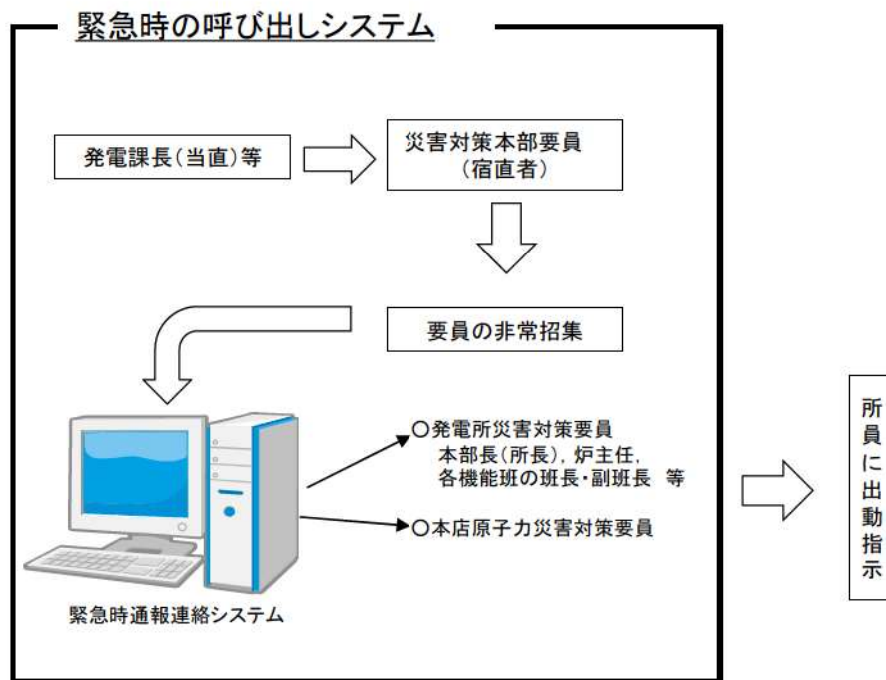 緊急時の呼び出しシステム
発電課長(当直)等
災害対策本部要員
(宿直者)
要員の非常招集
○発電所災害対策要員
本部長(所長),炉主任,
各機能班の班長・副班長 等
○本店原子力災害対策要員
緊急時通報連絡システム
所員に出動指示